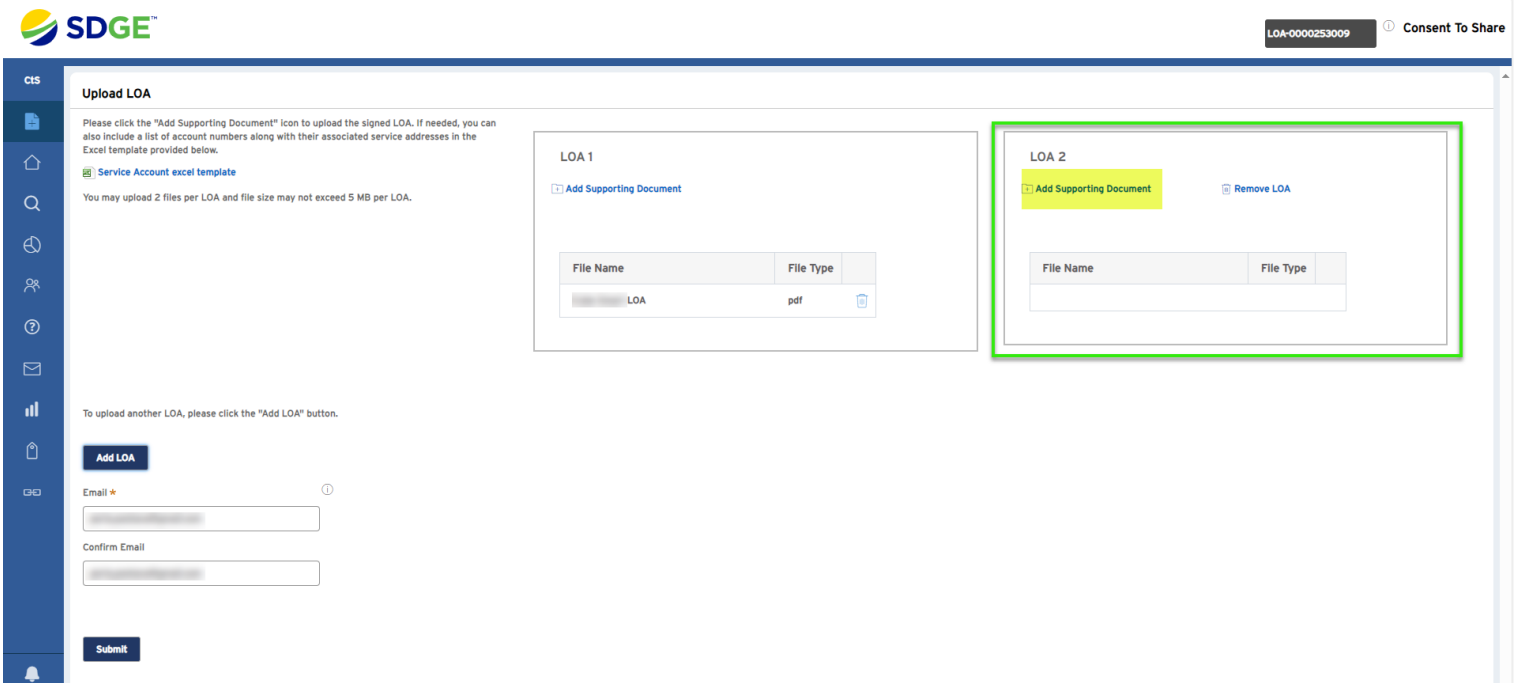 SDGE™
LOA-0000253009
Consent To Share
CtS
Upload LOA
Please click the "Add Supporting Document" icon to upload the signed LOA. If needed, you can
also include a list of account numbers along with their associated service addresses in the
Excel template provided below.
Service Account excel template
You may upload 2 files per LOA and file size may not exceed 5 MB per LOA.
LOA 1
Add Supporting Document
File Name File Type
LOA pdf
LOA 2
Add Supporting Document Remove LOA
File Name File Type
To upload another LOA, please click the "Add LOA" button.
Add LOA
Email *
Confirm Email
Submit